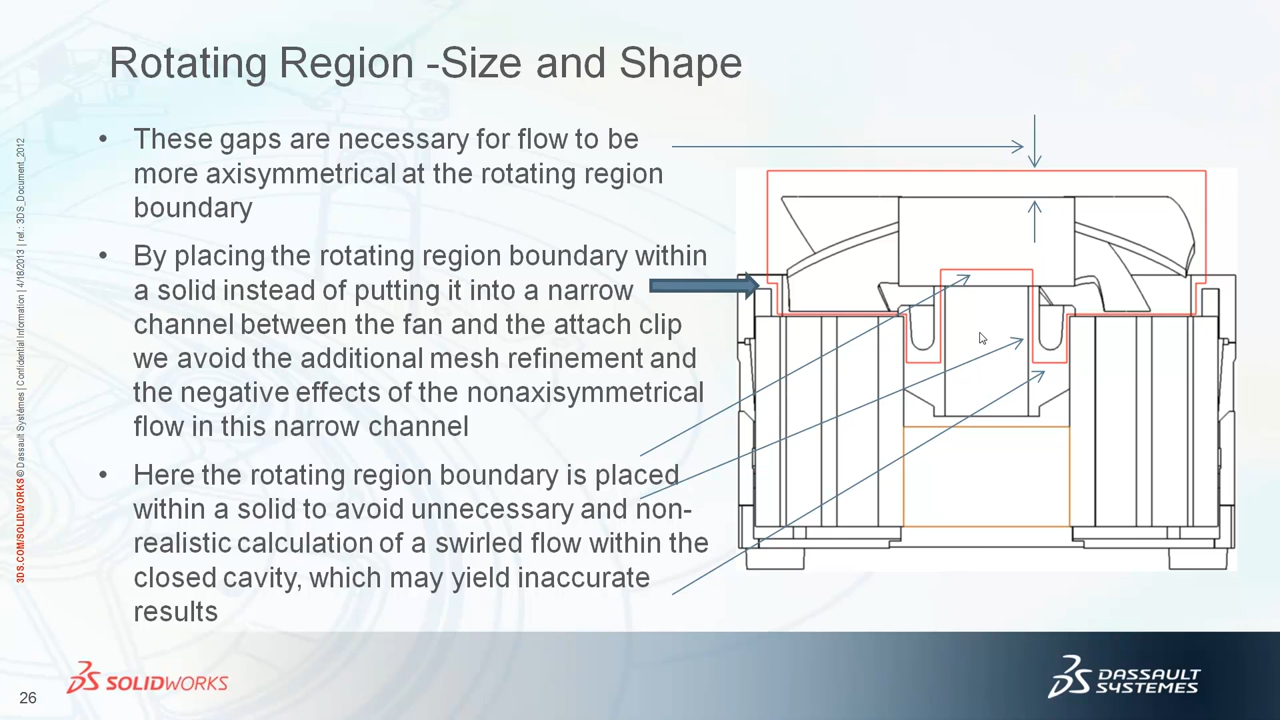 Rotating Region -Size and Shape
• These gaps are necessary for flow to be
more axisymmetrical at the rotating region
boundary
• By placing the rotating region boundary within
a solid instead of putting it into a narrow
channel between the fan and the attach clip
we avoid the additional mesh refinement and
the negative effects of the nonaxisymmetrical
flow in this narrow channel
• Here the rotating region boundary is placed
within a solid to avoid unnecessary and non-
realistic calculation of a swirled flow within the
closed cavity, which may yield inaccurate
results
3DS.COM/SOLIDWORKS © Dassault Systèmes | Confidential Information | 4/18/2013 | ref.: 3DS_Document_2012
26
SOLIDWORKS
DASSAULT
SYSTEMES